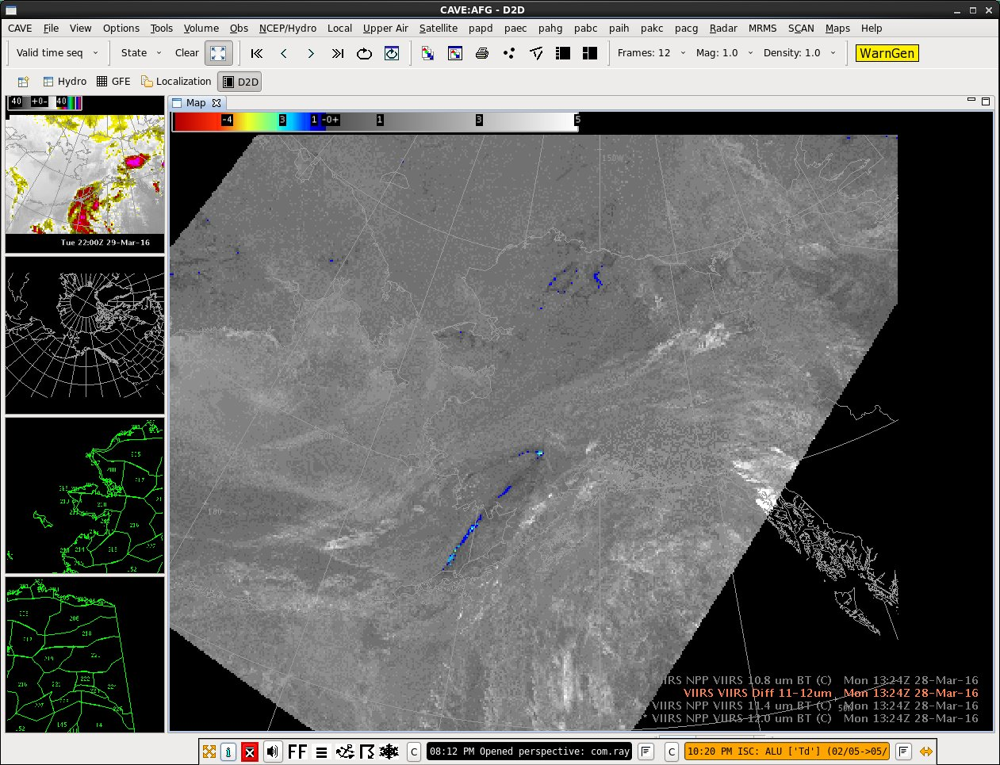 CAVE:AFG - D2D
CAVE File View Options Tools Volume Obs NCEP/Hydro Local Upper Air Satellite papd paec pahg pabc paih pakc pacg Radar MRMS SCAN Maps Help
Valid time seq State Clear Frames: 12 Mag: 1.0 Density: 1.0 WarnGen
Hydro GFE Localization D2D
40 +0- 40
Map
-4 3 1 -0+ 1 3 5
150W
Tue 22:00Z 29-Mar-16
VIIRS NPP VIIRS 10.8 um BT (C) Mon 13:24Z 28-Mar-16
VIIRS VIIRS Diff 11-12um Mon 13:24Z 28-Mar-16
VIIRS NPP VIIRS 11.4 um BT (C) Mon 13:24Z 28-Mar-16
* VIIRS NPP VIIRS 12.0 um BT (C) Mon 13:24Z 28-Mar-16
i FF C 08:12 PM Opened perspective: com.ray C 10:20 PM ISC: ALU ['Td'] (02/05->05/